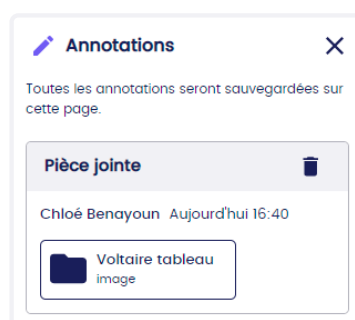 Annotations
Toutes les annotations seront sauvegardées sur
cette page.
Pièce jointe
Chloé Benayoun Aujourd'hui 16:40
Voltaire tableau
image